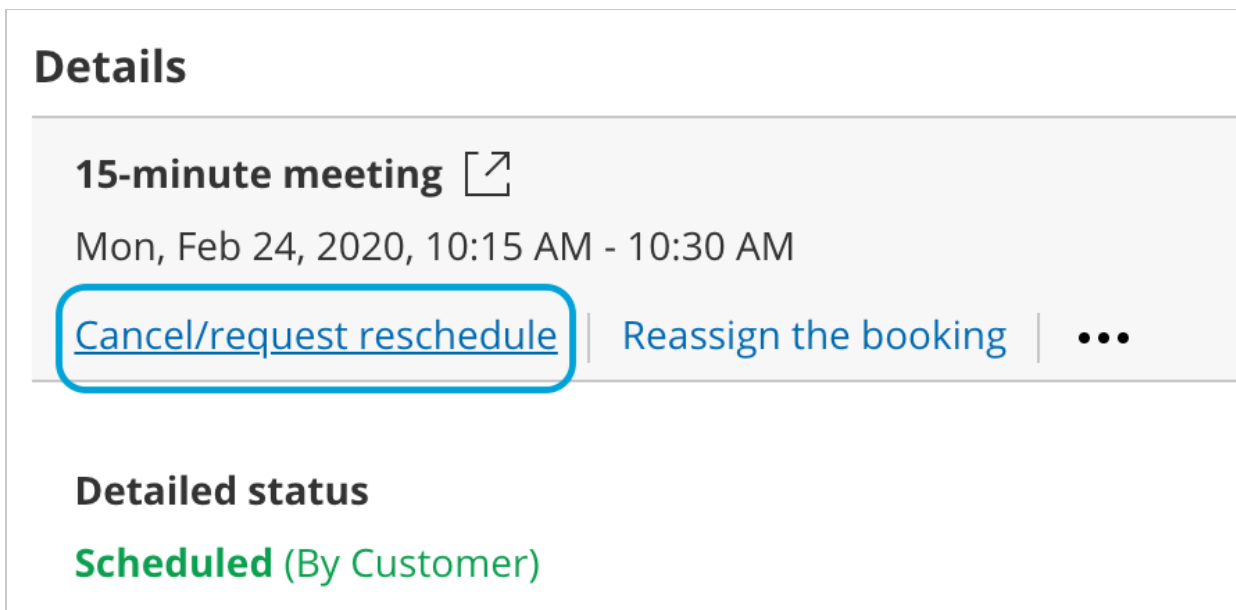 Details
15-minute meeting
Mon, Feb 24, 2020, 10:15 AM - 10:30 AM
Cancel/request reschedule Reassign the booking •••
Detailed status
Scheduled (By Customer)